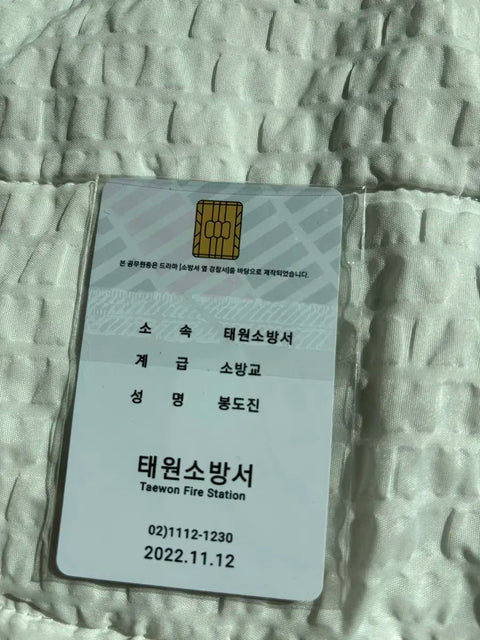 본 공무원증은 드라마 [소방서 옆 경찰서]를 바탕으로 제작되었습니다.
소 속 태원소방서
계 급 소방교
성 명 봉도진
태원소방서
Taewon Fire Station
02)1112-1230
2022.11.12